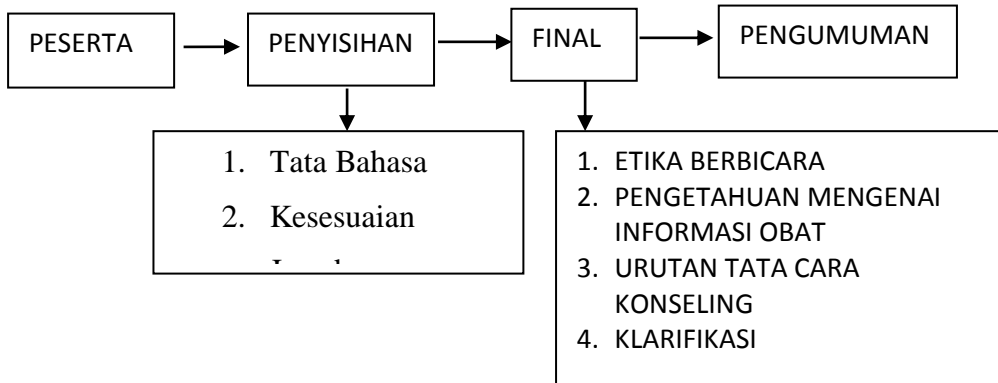 PESERTA
PENYISIHAN
FINAL
PENGUMUMAN
1. Tata Bahasa
2. Kesesuaian
1. ETIKA BERBICARA
2. PENGETAHUAN MENGENAI
INFORMASI OBAT
3. URUTAN TATA CARA
KONSELING
4. KLARIFIKASI